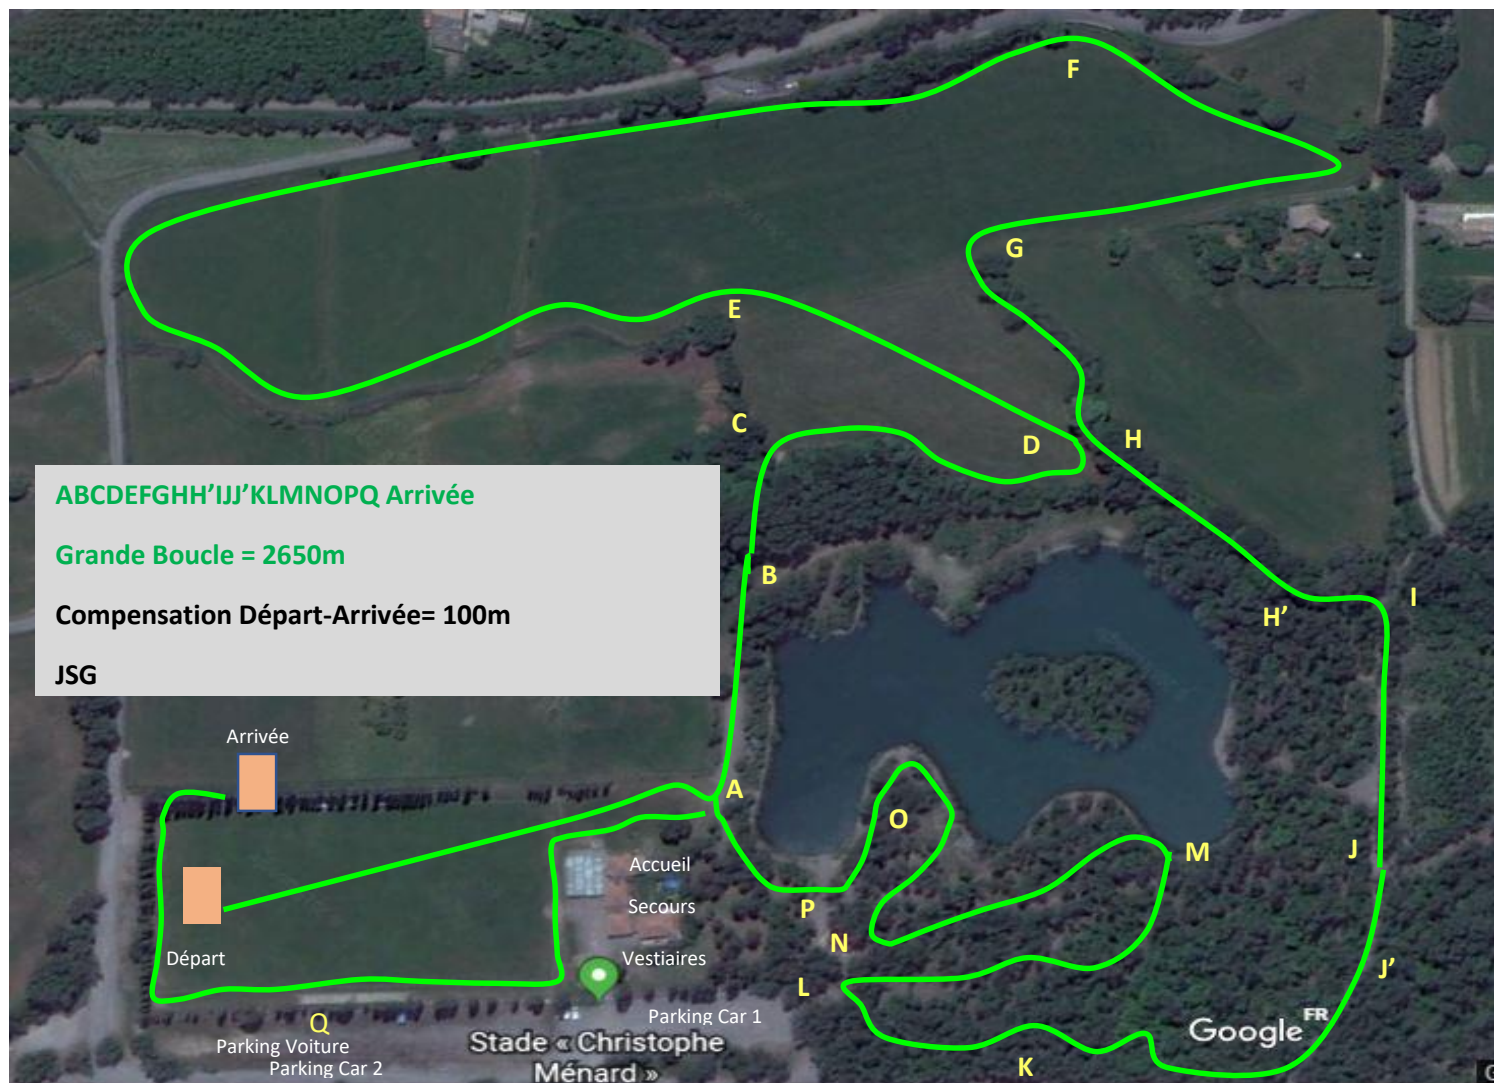 F
G
E
C
D
H
ABCDEFGHH’IJJ’KLMNOPQ Arrivée
Grande Boucle = 2650m
Compensation Départ-Arrivée= 100m
JSG
B
I
H’
Arrivée
A
O
M
J
Accueil
Secours
P
N
Départ
Vestiaires
L
J’
Parking Car 1
Q
Google FR
Parking Voiture
Stade « Christophe
Ménard »
Parking Car 2
K